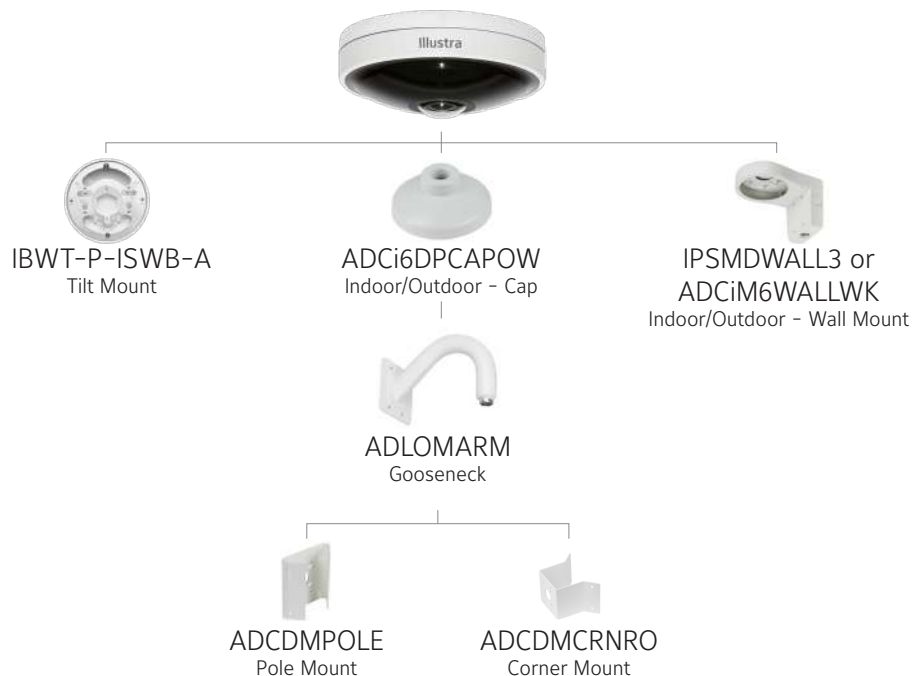 Illustra
IBWT-P-ISWB-A
Tilt Mount
ADCi6DPCAPOW
Indoor/Outdoor - Cap
IPSMDWALL3 or
ADCiM6WALLWK
Indoor/Outdoor - Wall Mount
ADLOMARM
Gooseneck
ADCDMPOLE
Pole Mount
ADCDMCRNRO
Corner Mount